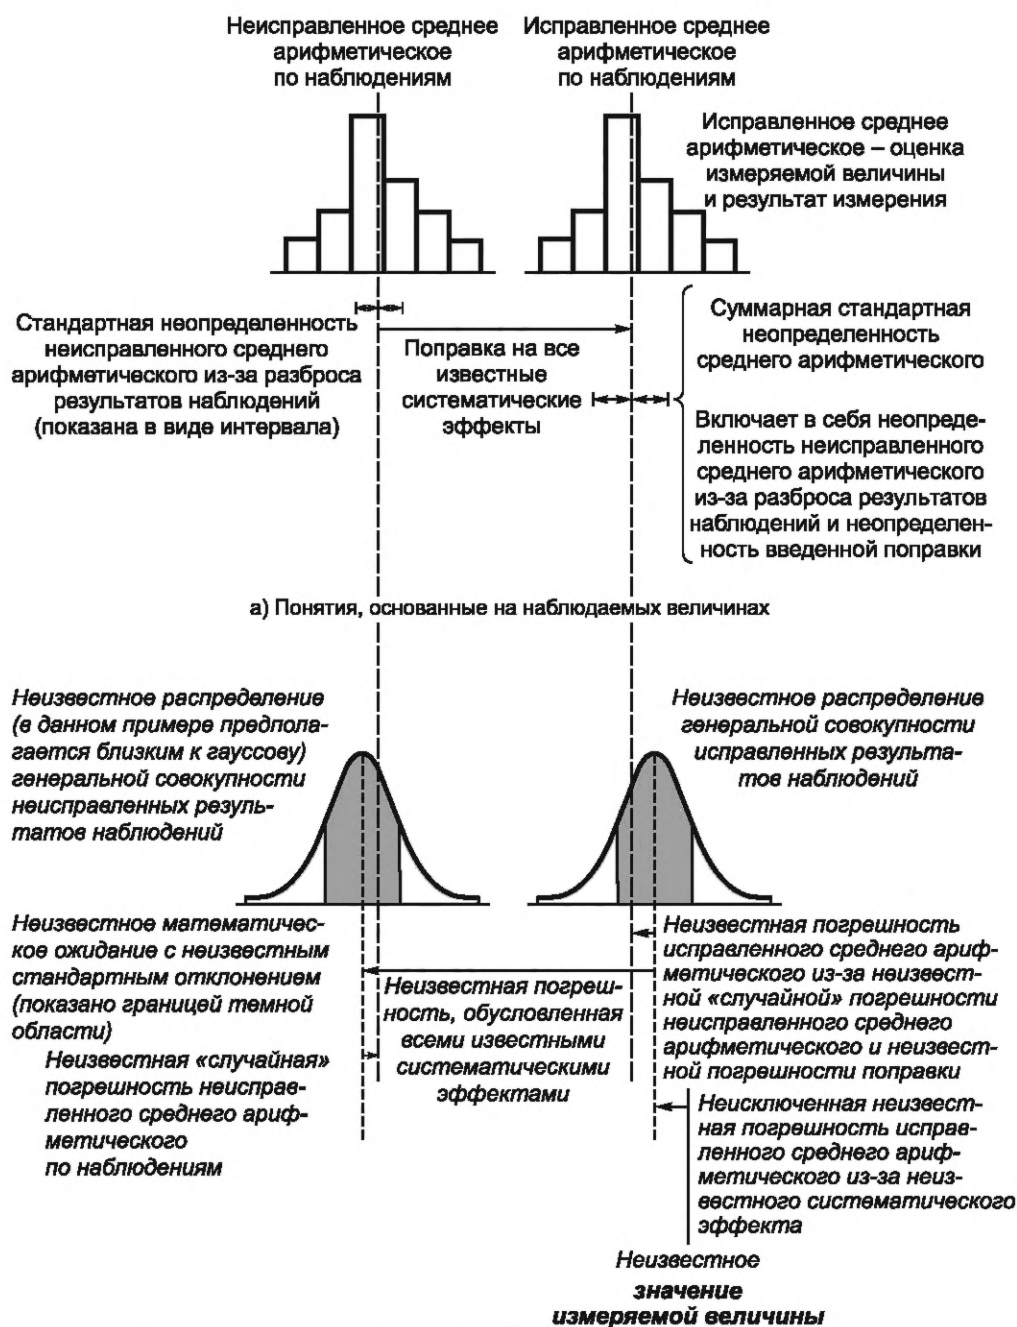 Неисправленное среднее
арифметическое
по наблюдениям
Исправленное среднее
арифметическое
по наблюдениям
Исправленное среднее
арифметическое – оценка
измеряемой величины
и результат измерения
Стандартная неопределенность
неисправленного среднего
арифметического из-за разброса
результатов наблюдений
(показана в виде интервала)
Поправка на все
известные
систематические
эффекты
Суммарная стандартная
неопределенность
среднего арифметического
Включает в себя неопреде-
ленность неисправленного
среднего арифметического
из-за разброса результатов
наблюдений и неопределен-
ность введенной поправки
а) Понятия, основанные на наблюдаемых величинах
Неизвестное распределение
(в данном примере предпола-
гается близким к гауссову)
генеральной совокупности
неисправленных резуль-
татов наблюдений
Неизвестное распределение
генеральной совокупности
исправленных результа-
тов наблюдений
Неизвестное математичес-
кое ожидание с неизвестным
стандартным отклонением
(показано границей темной
области)
Неизвестная «случайная»
погрешность неисправ-
ленного среднего ариф-
метического
по наблюдениям
Неизвестная погреш-
ность, обусловленная
всеми известными
систематическими
эффектами
Неизвестная погрешность
исправленного среднего ариф-
метического из-за неизвест-
ной «случайной» погрешности
неисправленного среднего
арифметического и неизвест-
ной погрешности поправки
Неисключенная неизвест-
ная погрешность исправ-
ленного среднего ариф-
метического из-за неиз-
вестного систематического
эффекта
Неизвестное
значение
измеряемой величины